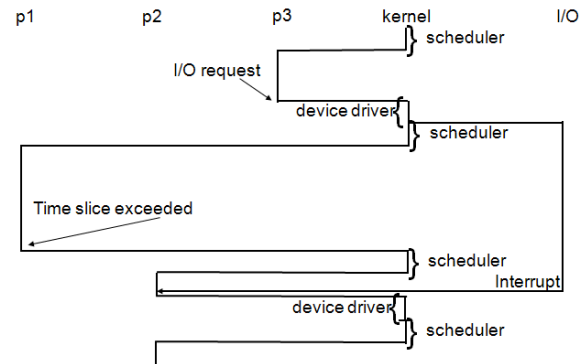 p1 p2 p3 kernel I/O
scheduler
I/O request
device driver
scheduler
Time slice exceeded
scheduler
Interrupt
device driver
scheduler